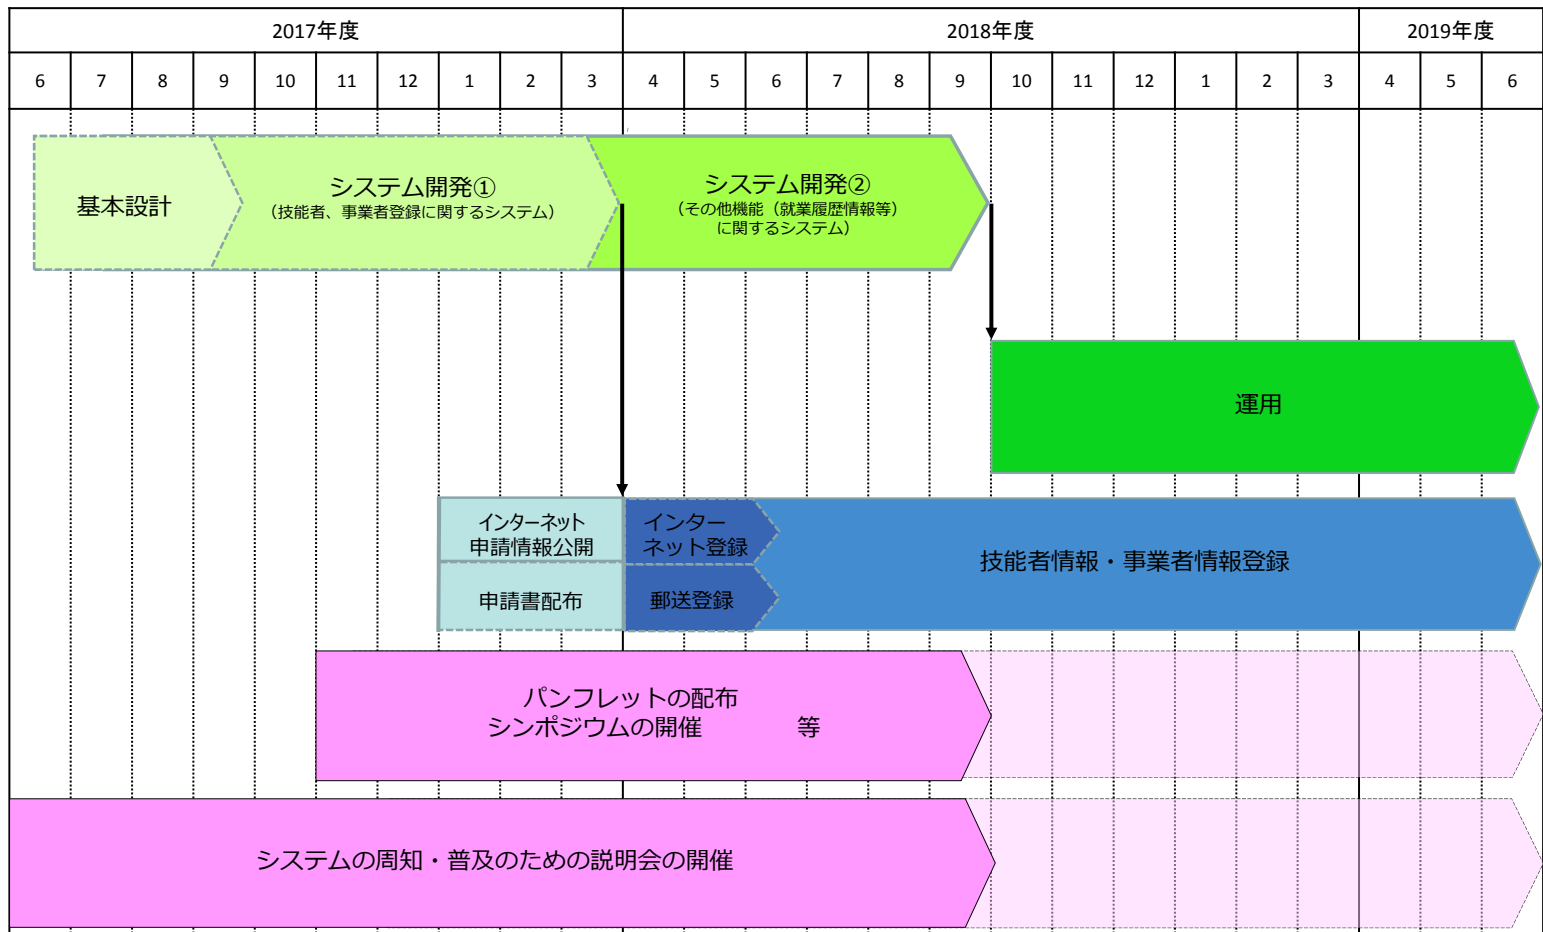 2017年度 2018年度 2019年度
6 7 8 9 10 11 12 1 2 3 4 5 6 7 8 9 10 11 12 1 2 3 4 5 6
基本設計
システム開発①
（技能者、事業者登録に関するシステム）
システム開発②
（その他機能（就業履歴情報等）
に関するシステム）
運用
インターネット
申請情報公開
申請書配布
インター
ネット登録
郵送登録
技能者情報・事業者情報登録
パンフレットの配布
シンポジウムの開催 等
システムの周知・普及のための説明会の開催